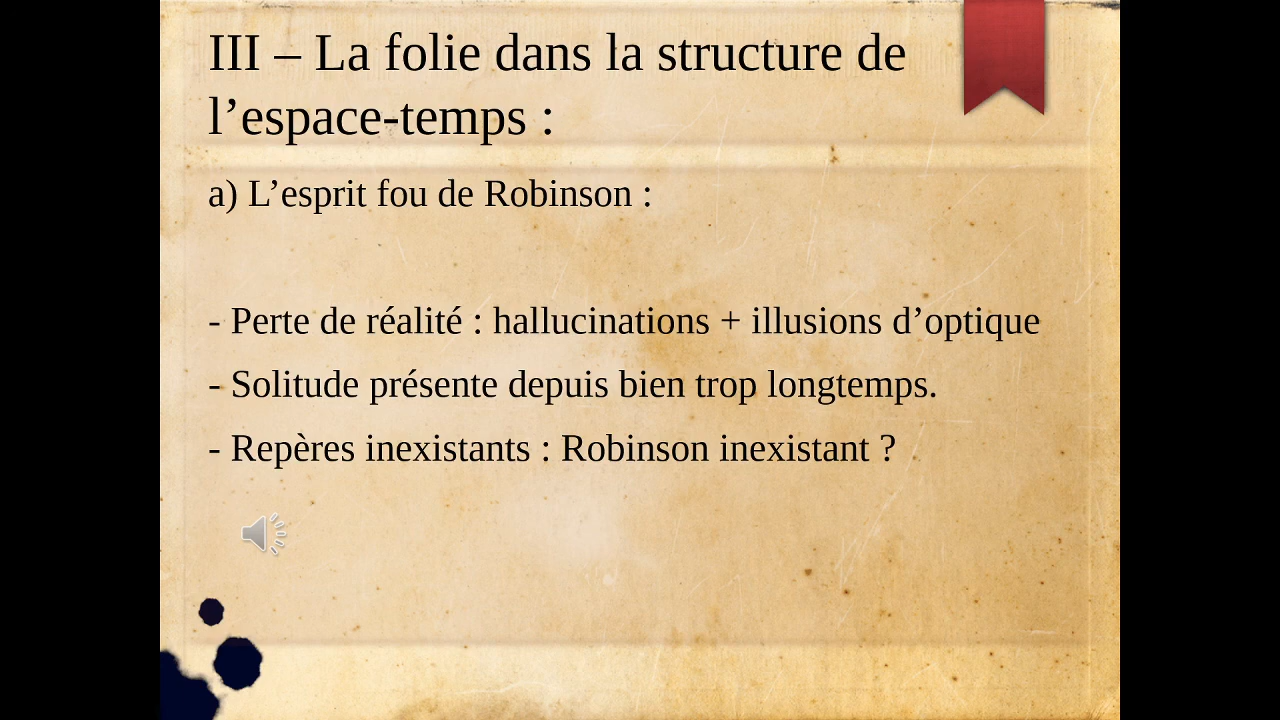 III – La folie dans la structure de
l’espace-temps :
a) L’esprit fou de Robinson :
- Perte de réalité : hallucinations + illusions d’optique
- Solitude présente depuis bien trop longtemps.
- Repères inexistants : Robinson inexistant ?